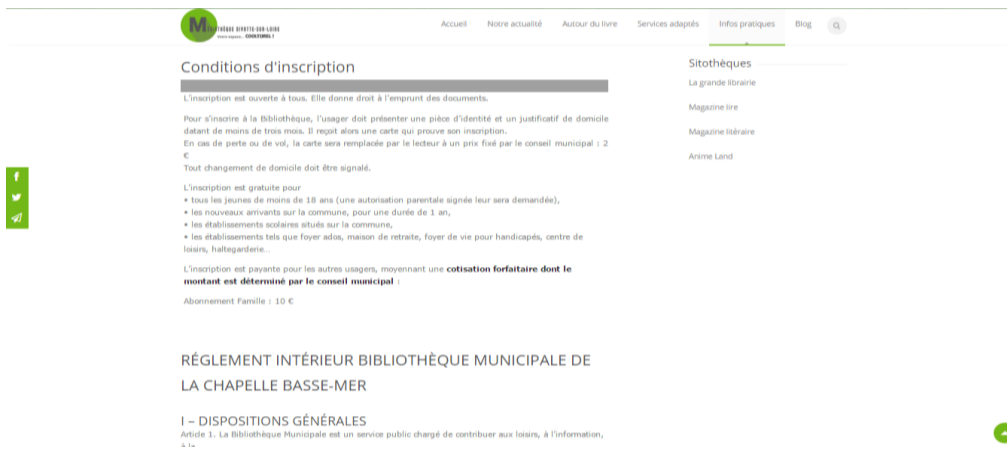 MÉDIATHÈQUE DIVATTE-SUR-LOIRE
COOLTUREL !
Accueil Notre actualité Autour du livre Services adaptés Infos pratiques Blog
Conditions d'inscription
L'inscription est ouverte à tous. Elle donne droit à l'emprunt des documents.
Pour s'inscrire à la Bibliothèque, l'usager doit présenter une pièce d'identité et un justificatif de domicile
datant de moins de trois mois. Il reçoit alors une carte qui prouve son inscription.
En cas de perte ou de vol, la carte sera remplacée par le lecteur à un prix fixé par le conseil municipal : 2
€
Tout changement de domicile doit être signalé.
L'inscription est gratuite pour
• tous les jeunes de moins de 18 ans (une autorisation parentale signée leur sera demandée),
• les nouveaux arrivants sur la commune, pour une durée de 1 an,
• les établissements scolaires situés sur la commune,
• les établissements tels que foyer ados, maison de retraite, foyer de vie pour handicapés, centre de
loisirs, haltegarderie..
L'inscription est payante pour les autres usagers, moyennant une cotisation forfaitaire dont le
montant est déterminé par le conseil municipal :
Abonnement Famille : 10 €
RÉGLEMENT INTÉRIEUR BIBLIOTHÈQUE MUNICIPALE DE
LA CHAPELLE BASSE-MER
I – DISPOSITIONS GÉNÉRALES
Article 1. La Bibliothèque Municipale est un service public chargé de contribuer aux loisirs, à l'information,
à la
Sitothèques
La grande librairie
Magazine lire
Magazine litéraire
Anime Land